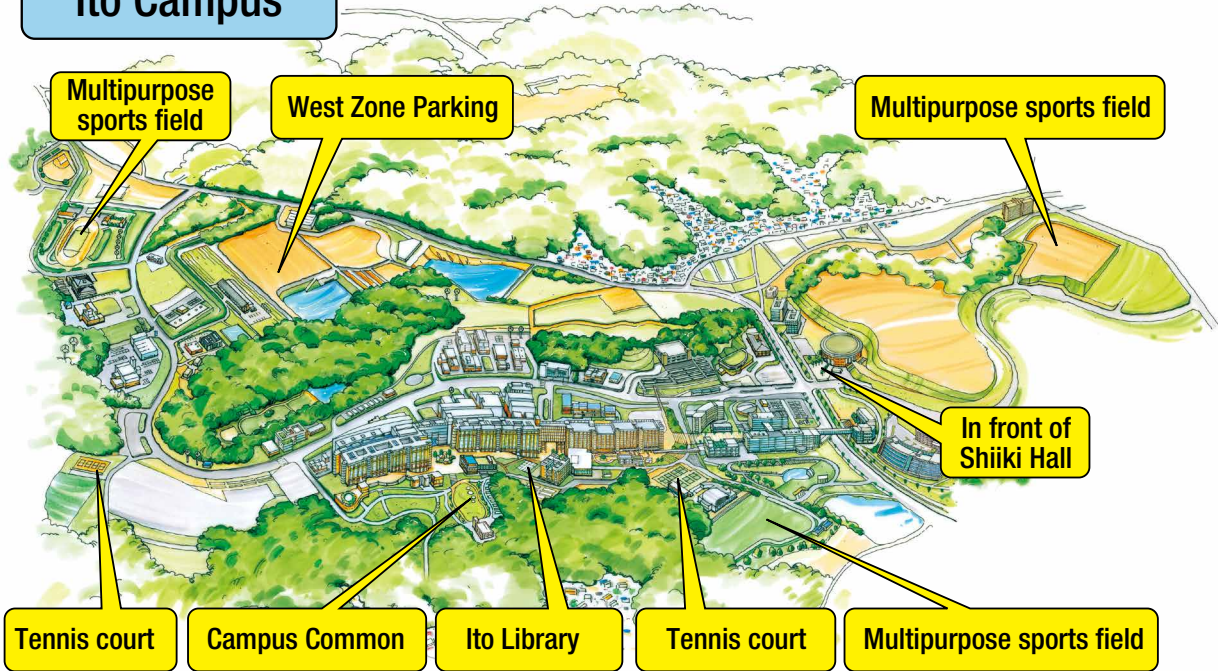 Ito Campus
Multipurpose
sports field
West Zone Parking
Multipurpose sports field
In front of
Shiiki Hall
Tennis court
Campus Common
Ito Library
Tennis court
Multipurpose sports field